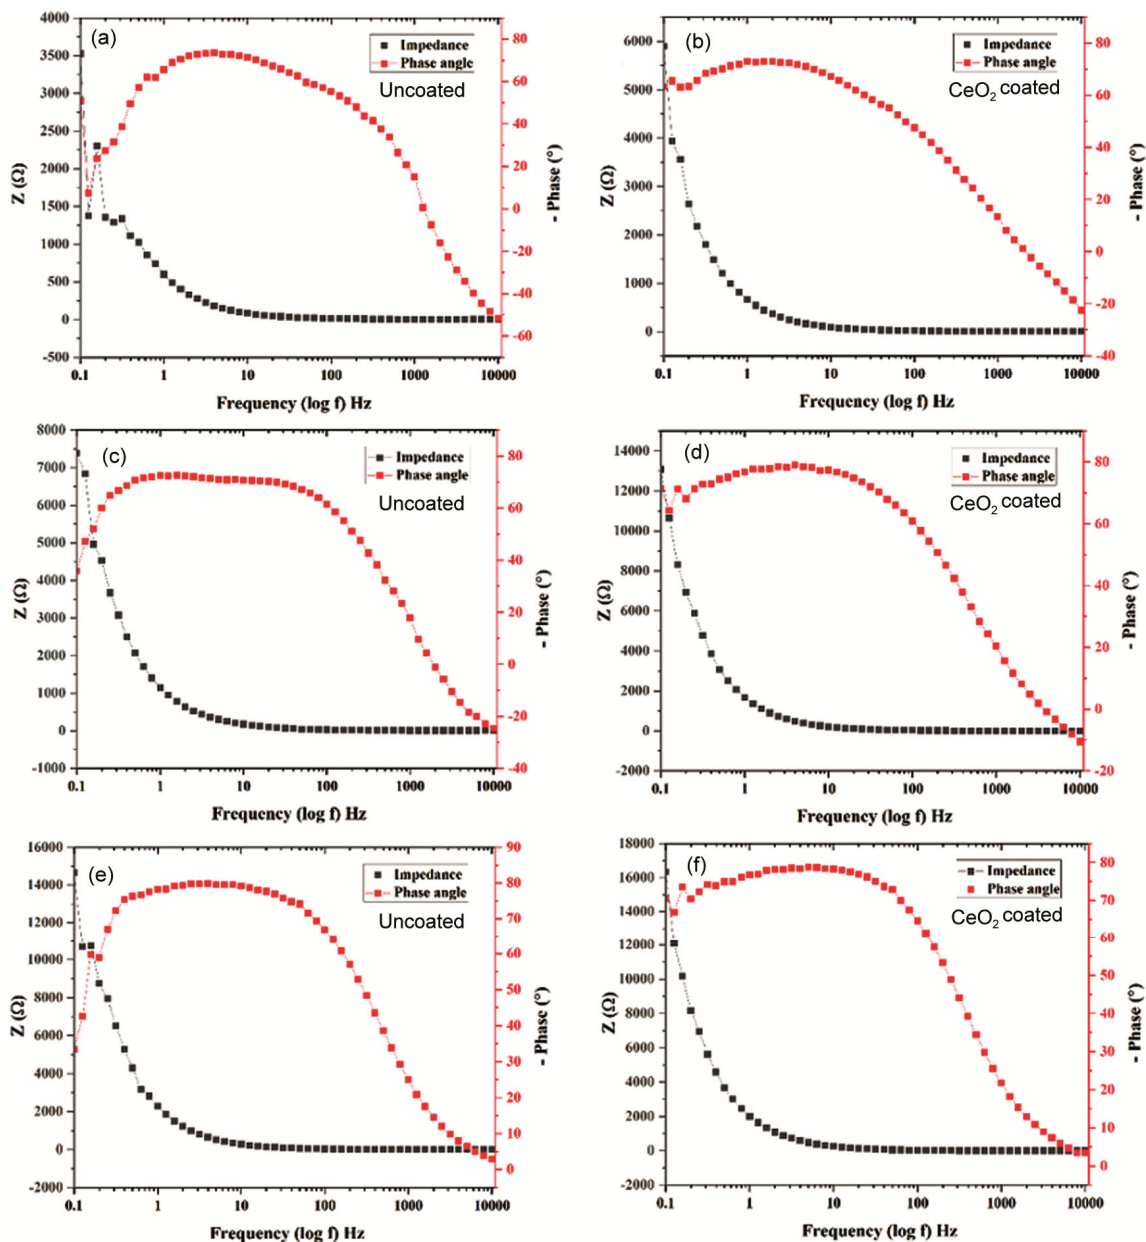 (a)
Impedance
Phase angle
Uncoated
4000
3500
3000
2500
2000
1500
1000
500
0
-500
Z (Ω)
80
60
40
20
0
-20
-40
-60
- Phase (°)
0.1 1 10 100 1000 10000
Frequency (log f) Hz
(b)
Impedance
Phase angle
CeO2 coated
6000
5000
4000
3000
2000
1000
0
Z (Ω)
80
60
40
20
0
-20
-40
- Phase (°)
0.1 1 10 100 1000 10000
Frequency (log f) Hz
(c)
Impedance
Phase angle
Uncoated
8000
7000
6000
5000
4000
3000
2000
1000
0
-1000
Z (Ω)
80
60
40
20
0
-20
-40
- Phase (°)
0.1 1 10 100 1000 10000
Frequency (log f) Hz
(d)
Impedance
Phase angle
CeO2 coated
14000
12000
10000
8000
6000
4000
2000
0
-2000
Z (Ω)
80
60
40
20
0
-20
- Phase (°)
0.1 1 10 100 1000 10000
Frequency (log f) Hz
(e)
Impedance
Phase angle
Uncoated
16000
14000
12000
10000
8000
6000
4000
2000
0
-2000
Z (Ω)
90
80
70
60
50
40
30
20
10
0
- Phase (°)
0.1 1 10 100 1000 10000
Frequency (log f) Hz
(f)
Impedance
Phase angle
CeO2 coated
18000
16000
14000
12000
10000
8000
6000
4000
2000
0
-2000
Z (Ω)
80
70
60
50
40
30
20
10
0
- Phase (°)
0.1 1 10 100 1000 10000
Frequency (log f) Hz